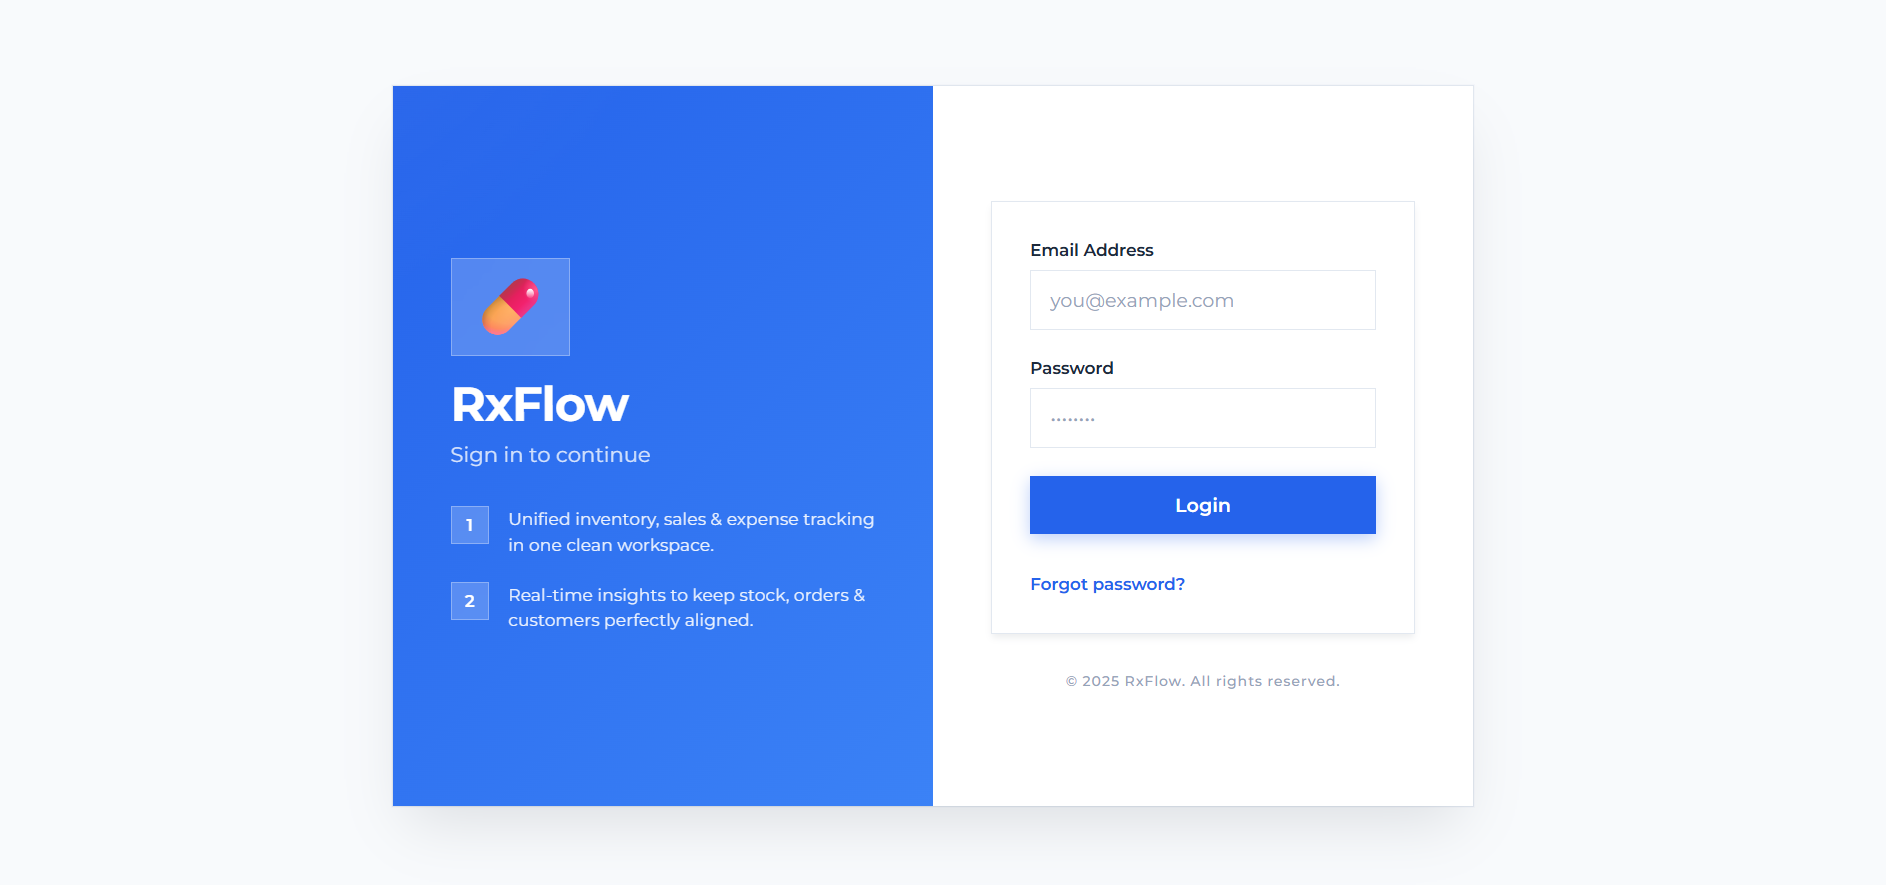 RxFlow
Sign in to continue
1
Unified inventory, sales & expense tracking
in one clean workspace.
2
Real-time insights to keep stock, orders &
customers perfectly aligned.
Email Address
you@example.com
Password
••••••••
Login
Forgot password?
© 2025 RxFlow. All rights reserved.